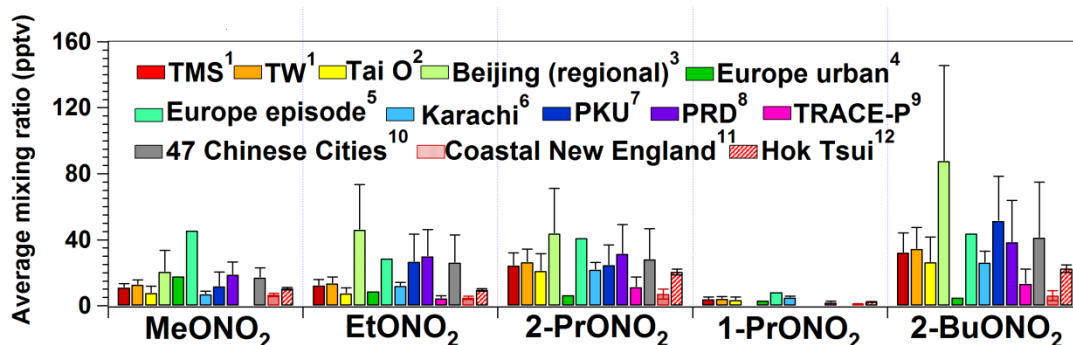 160
120
80
40
0
Average mixing ratio (pptv)
TMS¹ TW¹ Tai O² Beijing (regional)³ Europe urban⁴
Europe episode⁵ Karachi⁶ PKU⁷ PRD⁸ TRACE-P⁹
47 Chinese Cities¹⁰ Coastal New England¹¹ Hok Tsui¹²
MeONO₂ EtONO₂ 2-PrONO₂ 1-PrONO₂ 2-BuONO₂